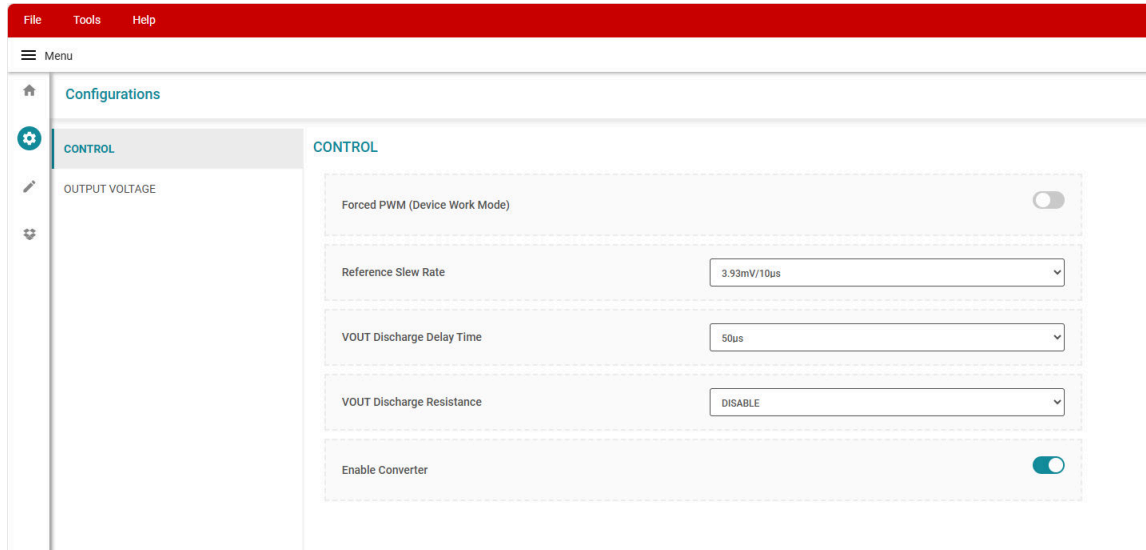 File Tools Help
Menu
Configurations
CONTROL
OUTPUT VOLTAGE
CONTROL
Forced PWM (Device Work Mode)
Reference Slew Rate 3.93mV/10µs
VOUT Discharge Delay Time 50µs
VOUT Discharge Resistance DISABLE
Enable Converter